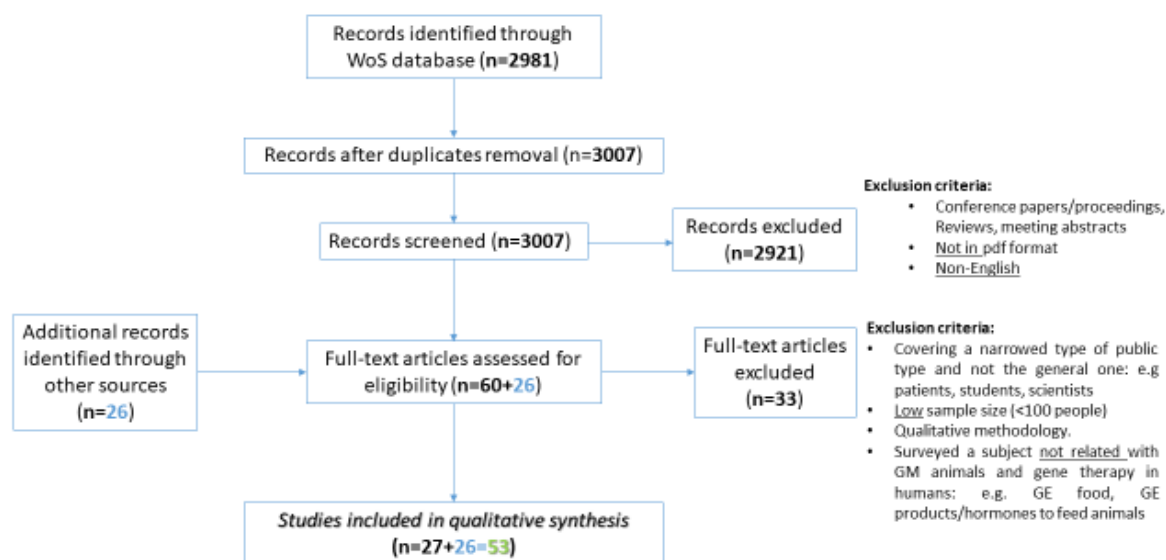 Records identified through
WoS database (n=2981)
Records after duplicates removal (n=3007)
Records screened (n=3007)
Records excluded
(n=2921)
Exclusion criteria:
• Conference papers/proceedings,
Reviews, meeting abstracts
• Not in pdf format
• Non-English
Additional records
identified through
other sources
(n=26)
Full-text articles assessed for
eligibility (n=60+26)
Full-text articles
excluded
(n=33)
Exclusion criteria:
• Covering a narrowed type of public
type and not the general one: e.g
patients, students, scientists
• Low sample size (<100 people)
• Qualitative methodology.
• Surveyed a subject not related with
GM animals and gene therapy in
humans: e.g. GE food, GE
products/hormones to feed animals
Studies included in qualitative synthesis
(n=27+26=53)